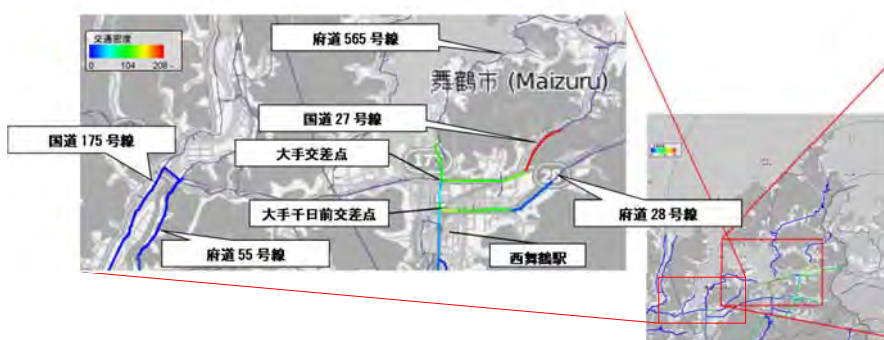 交通密度
0 104 208 -
府道 565 号線
舞鶴市 (Maizuru)
国道 175 号線
国道 27 号線
大手交差点
175
28
大手千日前交差点
府道 28 号線
府道 55 号線
西舞鶴駅